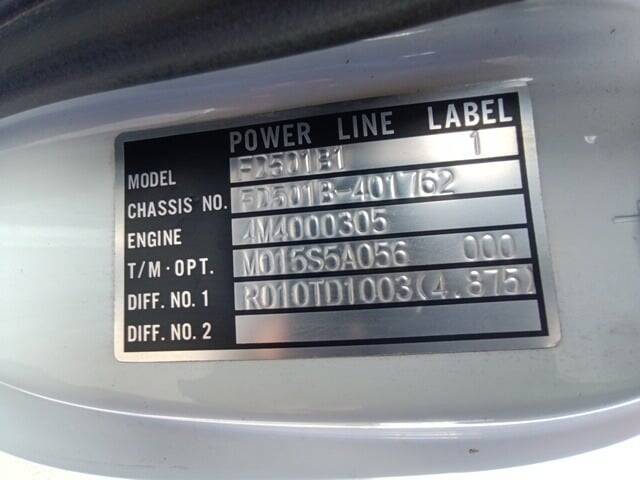 POWER LINE LABEL
MODEL FD501B1 1
CHASSIS NO. FD501B-401762
ENGINE 4M4000305
T/M·OPT. M015S5A056 000
DIFF. NO. 1 R010TD1003(4.875)
DIFF. NO. 2